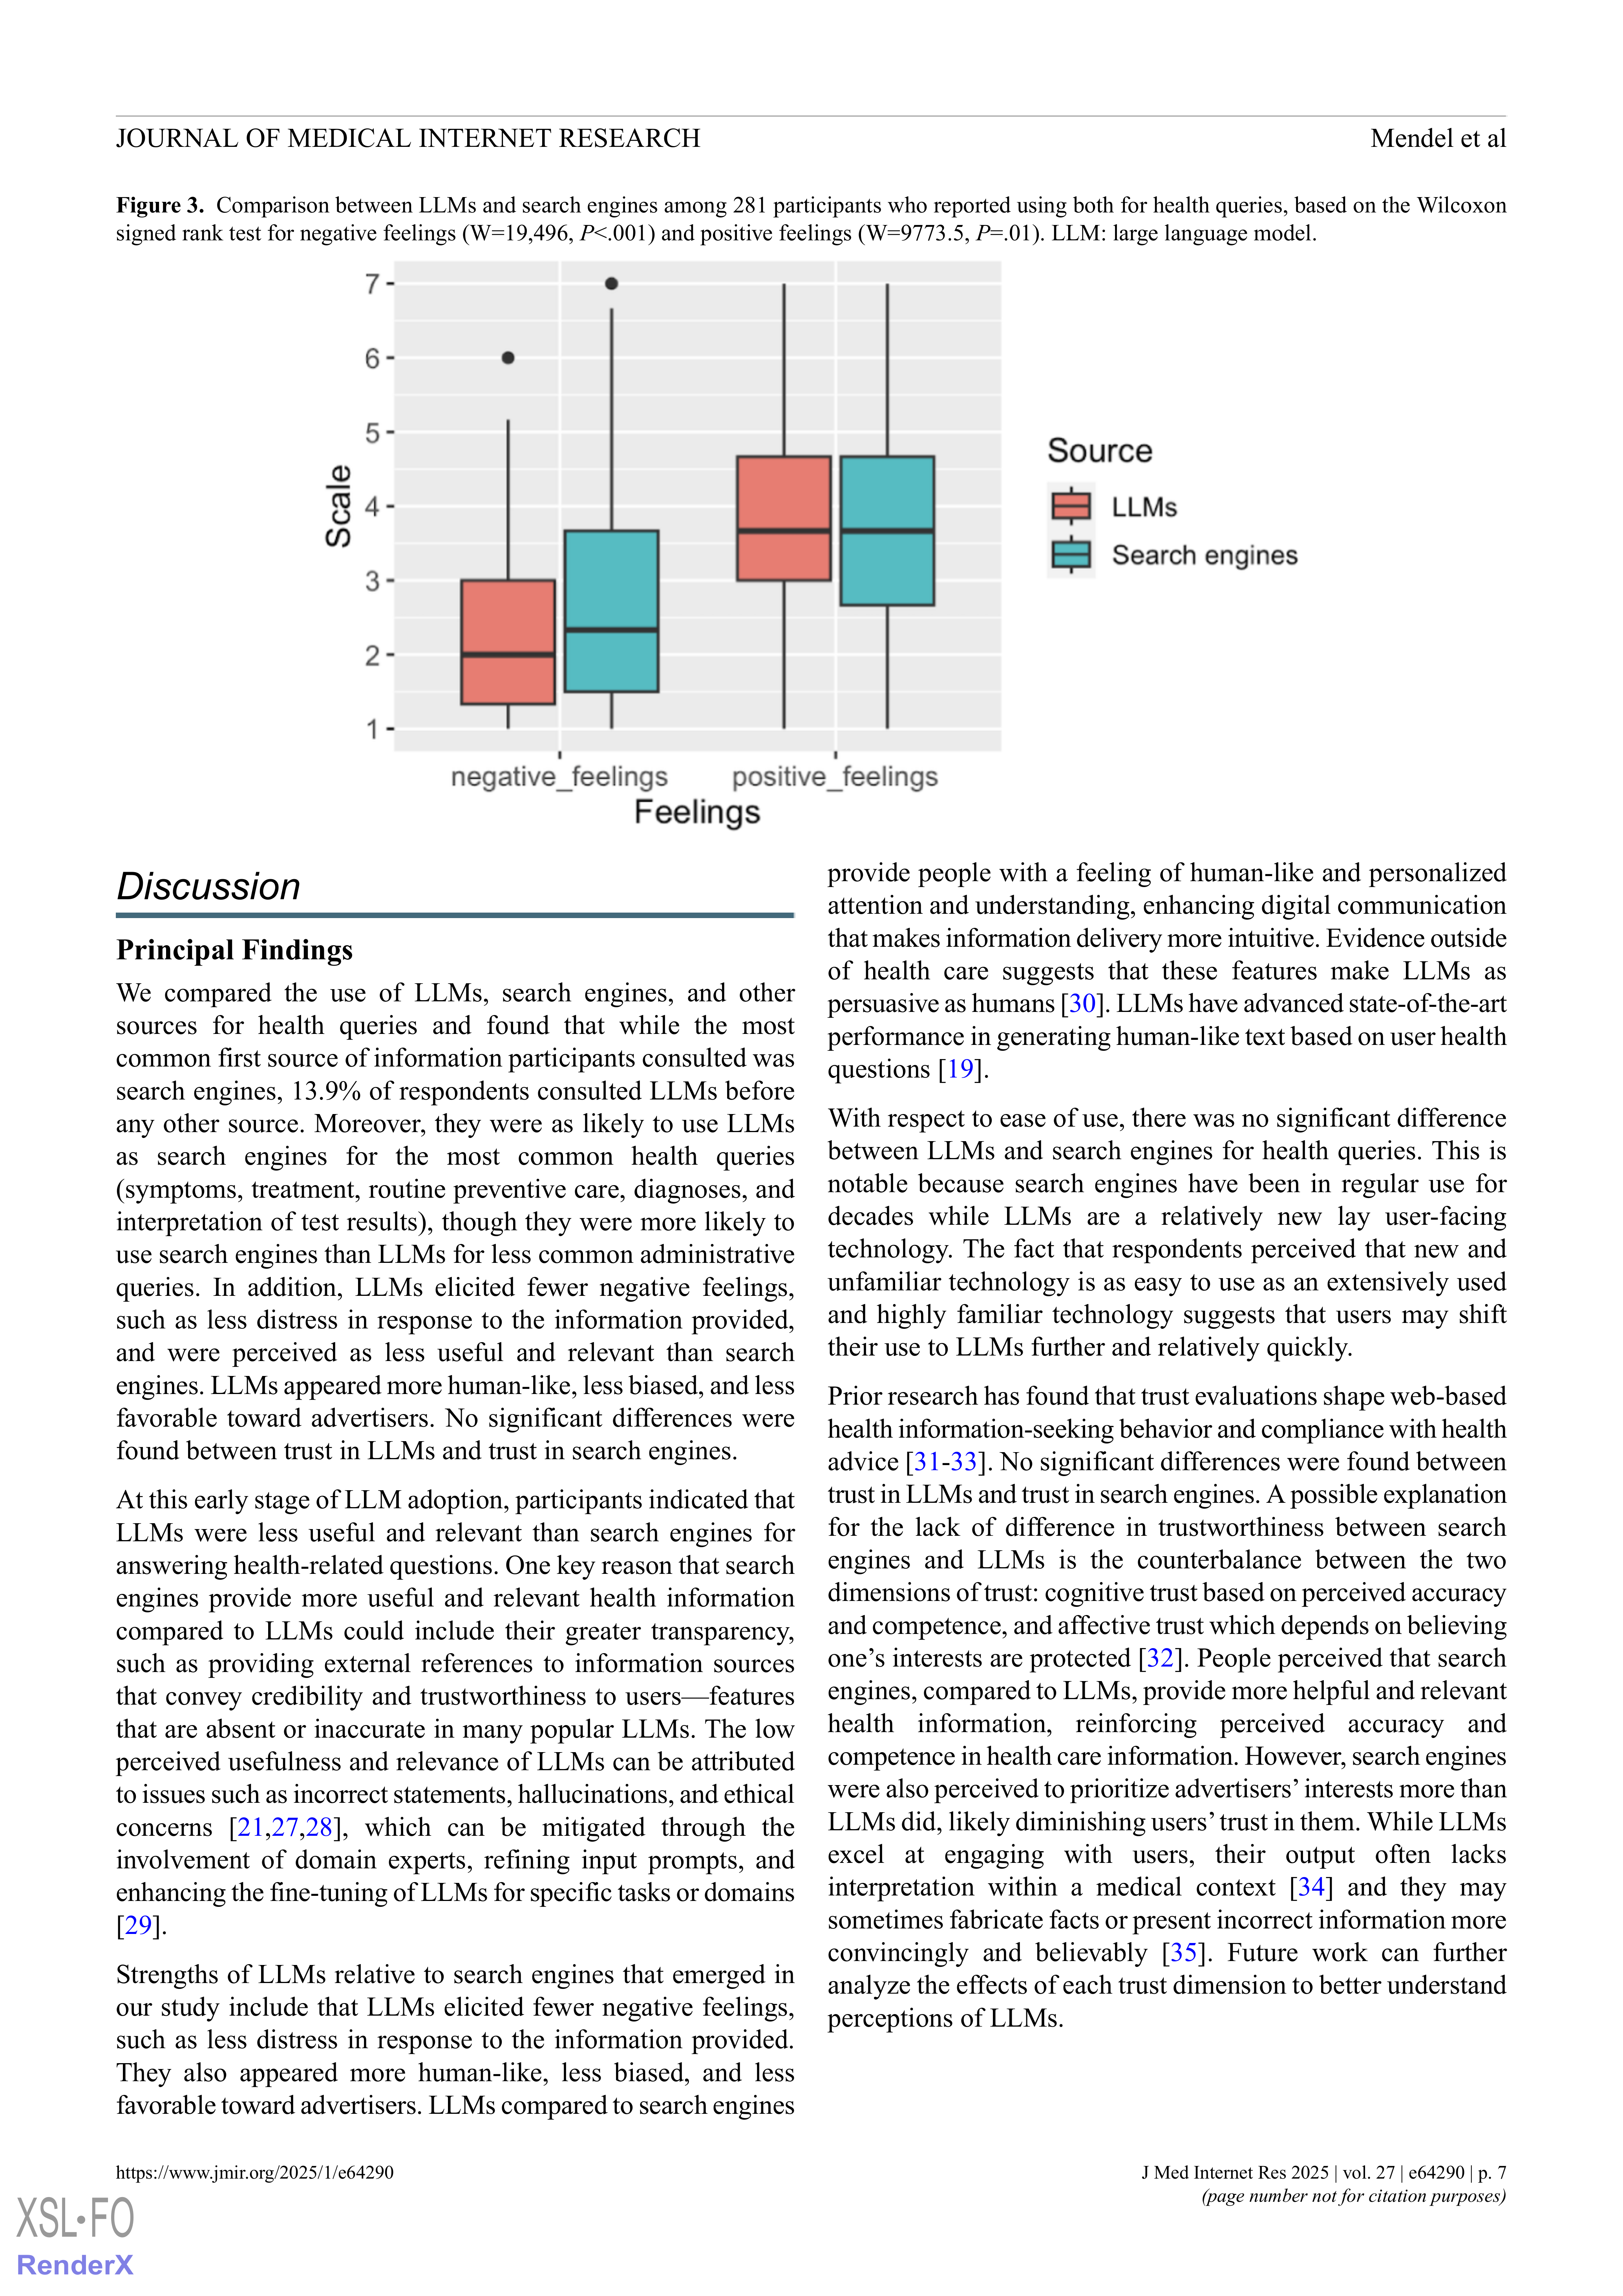 JOURNAL OF MEDICAL INTERNET RESEARCH
Mendel et al
Figure 3. Comparison between LLMs and search engines among 281 participants who reported using both for health queries, based on the Wilcoxon
signed rank test for negative feelings (W=19,496, P<.001) and positive feelings (W=9773.5, P=.01). LLM: large language model.
7
6
5
4
3
2
1
Scale
negative_feelings
positive_feelings
Feelings
Source
LLMs
Search engines
Discussion
Principal Findings
We compared the use of LLMs, search engines, and other
sources for health queries and found that while the most
common first source of information participants consulted was
search engines, 13.9% of respondents consulted LLMs before
any other source. Moreover, they were as likely to use LLMs
as search engines for the most common health queries
(symptoms, treatment, routine preventive care, diagnoses, and
interpretation of test results), though they were more likely to
use search engines than LLMs for less common administrative
queries. In addition, LLMs elicited fewer negative feelings,
such as less distress in response to the information provided,
and were perceived as less useful and relevant than search
engines. LLMs appeared more human-like, less biased, and less
favorable toward advertisers. No significant differences were
found between trust in LLMs and trust in search engines.
At this early stage of LLM adoption, participants indicated that
LLMs were less useful and relevant than search engines for
answering health-related questions. One key reason that search
engines provide more useful and relevant health information
compared to LLMs could include their greater transparency,
such as providing external references to information sources
that convey credibility and trustworthiness to users—features
that are absent or inaccurate in many popular LLMs. The low
perceived usefulness and relevance of LLMs can be attributed
to issues such as incorrect statements, hallucinations, and ethical
concerns [21,27,28], which can be mitigated through the
involvement of domain experts, refining input prompts, and
enhancing the fine-tuning of LLMs for specific tasks or domains
[29].
Strengths of LLMs relative to search engines that emerged in
our study include that LLMs elicited fewer negative feelings,
such as less distress in response to the information provided.
They also appeared more human-like, less biased, and less
favorable toward advertisers. LLMs compared to search engines
provide people with a feeling of human-like and personalized
attention and understanding, enhancing digital communication
that makes information delivery more intuitive. Evidence outside
of health care suggests that these features make LLMs as
persuasive as humans [30]. LLMs have advanced state-of-the-art
performance in generating human-like text based on user health
questions [19].
With respect to ease of use, there was no significant difference
between LLMs and search engines for health queries. This is
notable because search engines have been in regular use for
decades while LLMs are a relatively new lay user-facing
technology. The fact that respondents perceived that new and
unfamiliar technology is as easy to use as an extensively used
and highly familiar technology suggests that users may shift
their use to LLMs further and relatively quickly.
Prior research has found that trust evaluations shape web-based
health information-seeking behavior and compliance with health
advice [31-33]. No significant differences were found between
trust in LLMs and trust in search engines. A possible explanation
for the lack of difference in trustworthiness between search
engines and LLMs is the counterbalance between the two
dimensions of trust: cognitive trust based on perceived accuracy
and competence, and affective trust which depends on believing
one’s interests are protected [32]. People perceived that search
engines, compared to LLMs, provide more helpful and relevant
health information, reinforcing perceived accuracy and
competence in health care information. However, search engines
were also perceived to prioritize advertisers’ interests more than
LLMs did, likely diminishing users’ trust in them. While LLMs
excel at engaging with users, their output often lacks
interpretation within a medical context [34] and they may
sometimes fabricate facts or present incorrect information more
convincingly and believably [35]. Future work can further
analyze the effects of each trust dimension to better understand
perceptions of LLMs.
https://www.jmir.org/2025/1/e64290
J Med Internet Res 2025 | vol. 27 | e64290 | p. 7
(page number not for citation purposes)
XSL•FO
RenderX